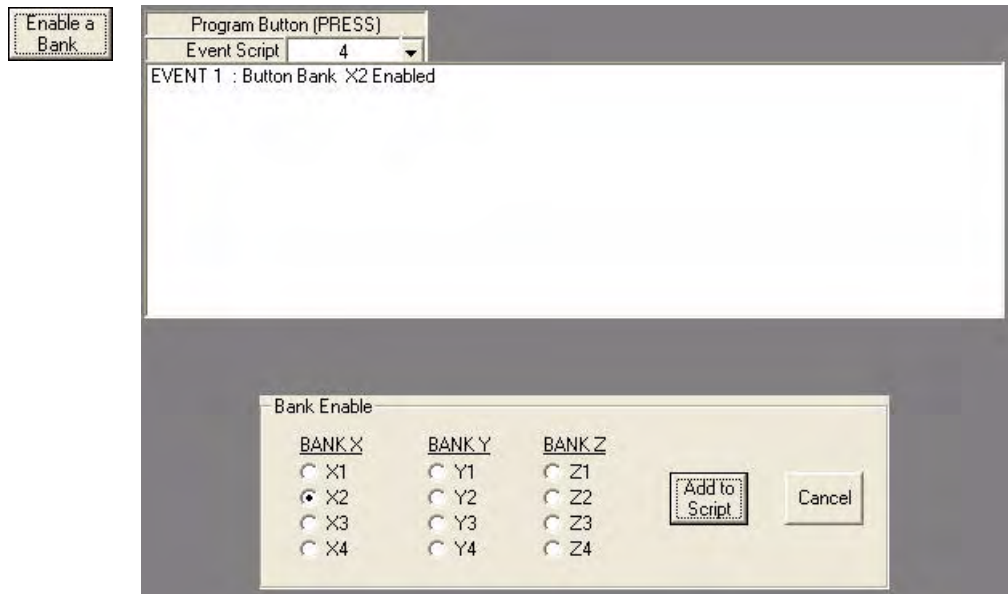 Enable a
Bank
Program Button (PRESS)
Event Script 4
EVENT 1 : Button Bank X2 Enabled
Bank Enable
BANK X BANK Y BANK Z
X1 Y1 Z1
X2 Y2 Z2
X3 Y3 Z3
X4 Y4 Z4
Add to
Script
Cancel